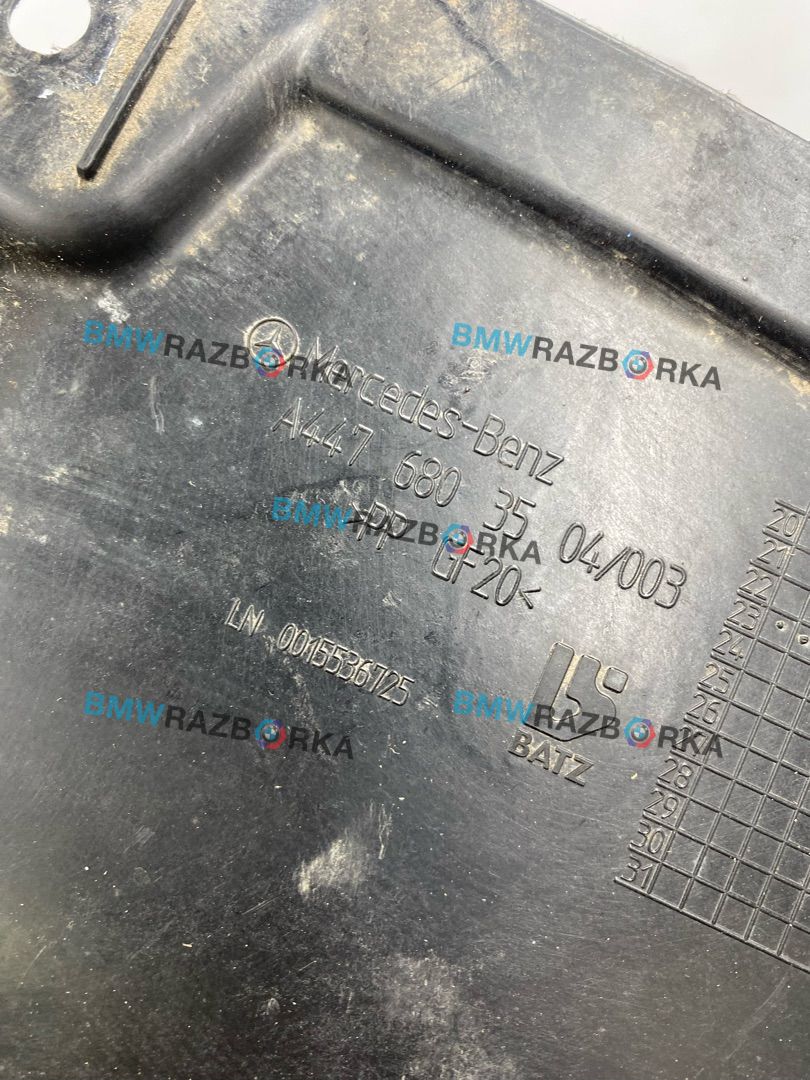 BMWRAZBORKA
BMWRAZBORKA
Mercedes-Benz
A447 680 35 04/003
BMWRAZBORKA
>PP GF20<
LN 0015536725
BATZ
BMWRAZBORKA
BMWRAZBORKA
20
21
22
23
24
25
26
28
29
30
31